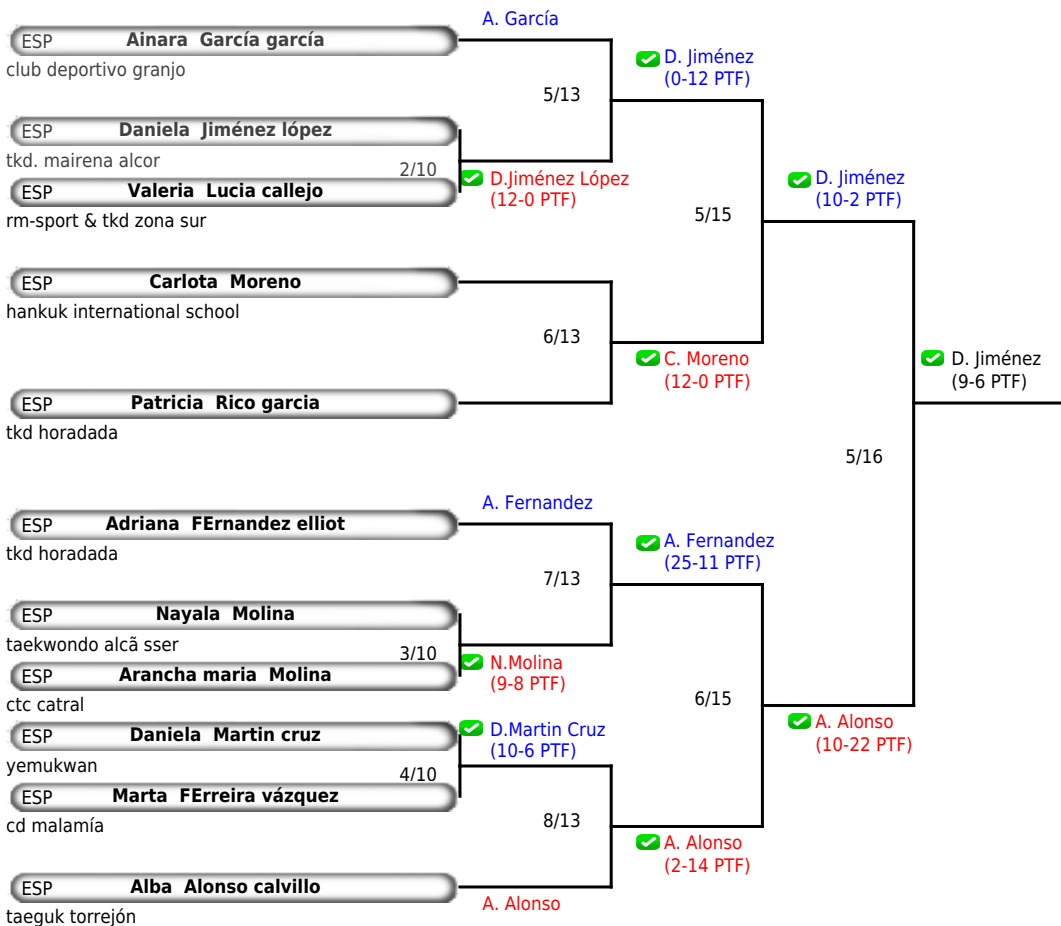 A. García
ESP Ainara García garcía
club deportivo granjo
D. Jiménez
(0-12 PTF)
5/13
ESP Daniela Jiménez lópez
tkd. mairena alcor
2/10
D.Jiménez López
(12-0 PTF)
ESP Valeria Lucia callejo
rm-sport & tkd zona sur
D. Jiménez
(10-2 PTF)
5/15
ESP Carlota Moreno
hankuk international school
6/13
C. Moreno
(12-0 PTF)
D. Jiménez
(9-6 PTF)
ESP Patricia Rico garcia
tkd horadada
5/16
A. Fernandez
ESP Adriana FErnandez elliot
tkd horadada
A. Fernandez
(25-11 PTF)
7/13
ESP Nayala Molina
taekwondo alcã sser
3/10
N.Molina
(9-8 PTF)
ESP Arancha maria Molina
ctc catral
6/15
A. Alonso
(10-22 PTF)
ESP Daniela Martin cruz
D.Martin Cruz
(10-6 PTF)
yemukwan
4/10
ESP Marta FErreira vázquez
cd malamía
8/13
A. Alonso
(2-14 PTF)
ESP Alba Alonso calvillo
A. Alonso
taeguk torrejón